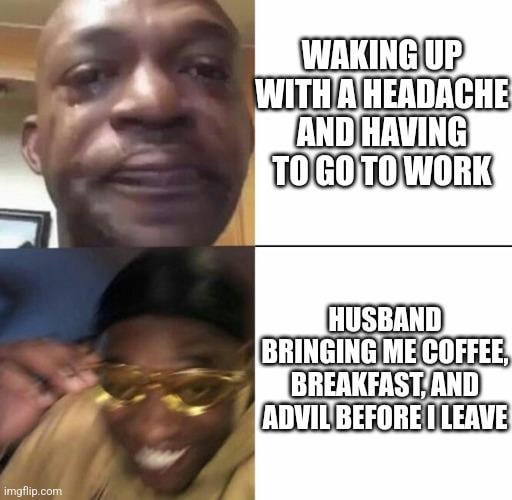 WAKING UP
WITH A HEADACHE
AND HAVING
TO GO TO WORK
HUSBAND
BRINGING ME COFFEE,
BREAKFAST, AND
ADVIL BEFORE I LEAVE
imgflip.com